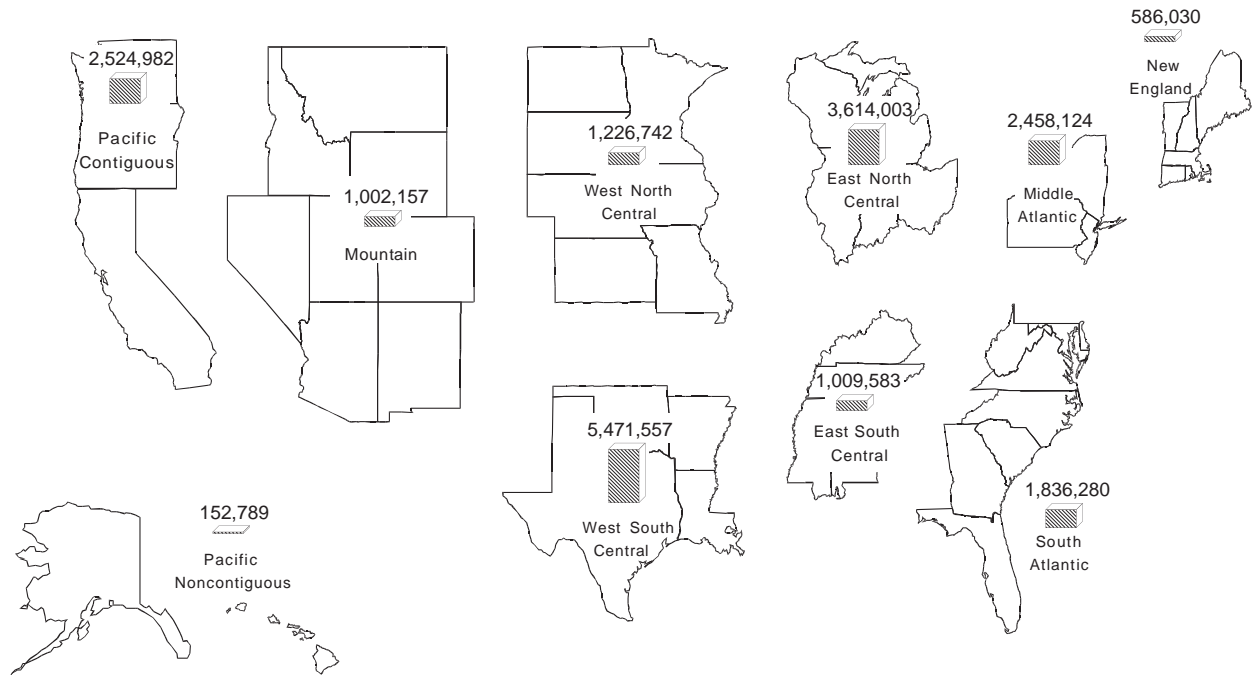 586,030
New
England
2,524,982
Pacific
Contiguous
1,002,157
Mountain
1,226,742
West North
Central
3,614,003
East North
Central
2,458,124
Middle
Atlantic
5,471,557
West South
Central
1,009,583
East South
Central
1,836,280
South
Atlantic
152,789
Pacific
Noncontiguous